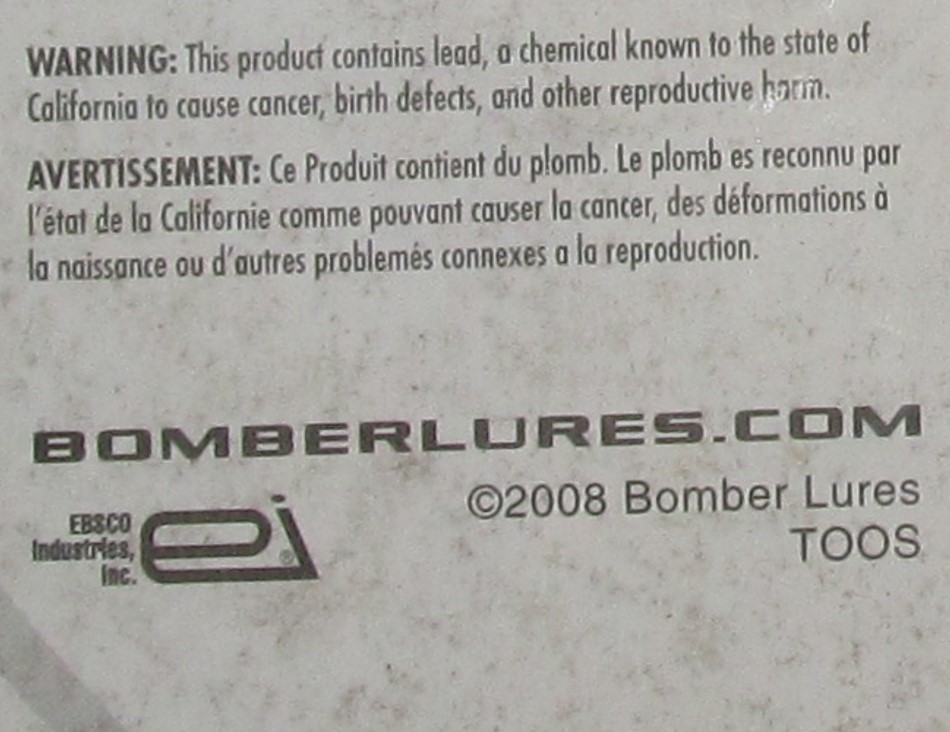 WARNING: This product contains lead, a chemical known to the state of
California to cause cancer, birth defects, and other reproductive harm.
AVERTISSEMENT: Ce Produit contient du plomb. Le plomb es reconnu par
l'état de la Californie comme pouvant causer la cancer, des déformations à
la naissance ou d'autres problemés connexes a la reproduction.
BOMBERLURES.COM
©2008 Bomber Lures
TOOS
EBSCO
Industries,
Inc.
ei®